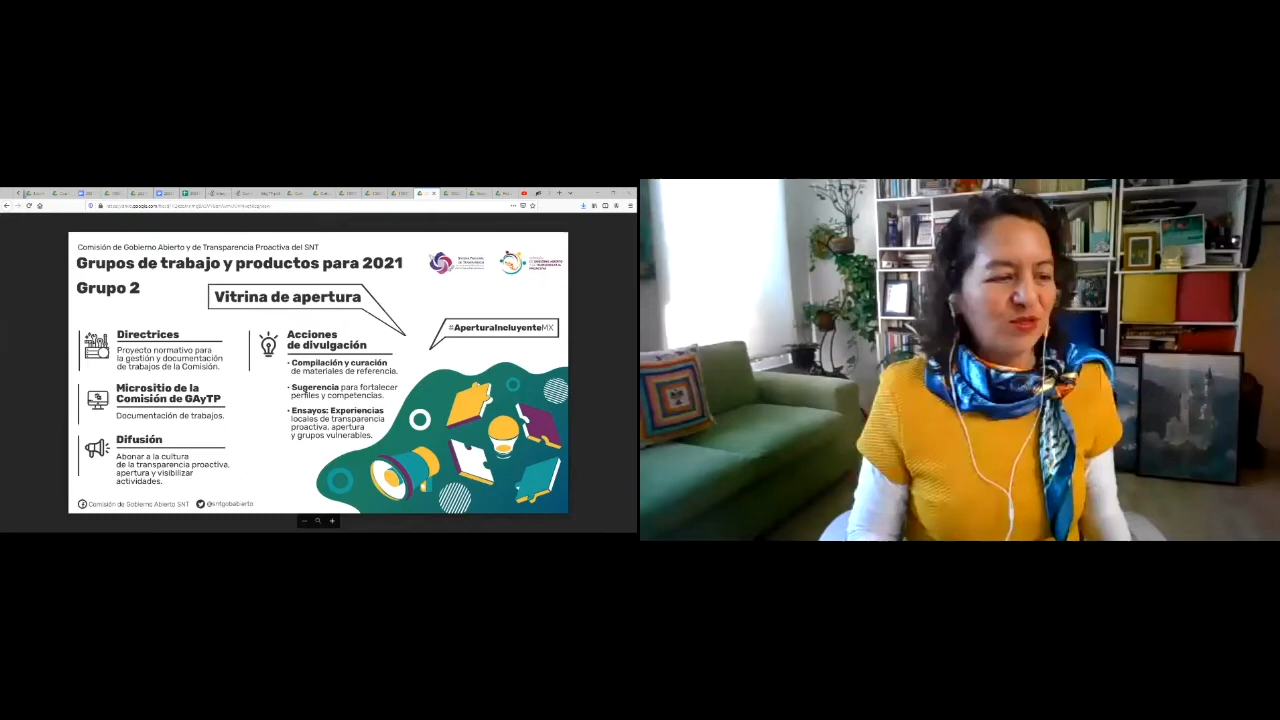 Comisión de Gobierno Abierto y de Transparencia Proactiva del SNT
Grupos de trabajo y productos para 2021
Grupo 2
Vitrina de apertura
#AperturaIncluyenteMX
Directrices
Proyecto normativo para
la gestión y documentación
de trabajos de la Comisión.
Micrositio de la
Comisión de GAyTP
Documentación de trabajos.
Difusión
Abonar a la cultura
de la transparencia proactiva,
apertura y visibilizar
actividades.
Acciones
de divulgación
• Compilación y curación
de materiales de referencia.
• Sugerencia para fortalecer
perfiles y competencias.
• Ensayos: Experiencias
locales de transparencia
proactiva, apertura
y grupos vulnerables.
Comisión de Gobierno Abierto SNT
@sntgobabierto